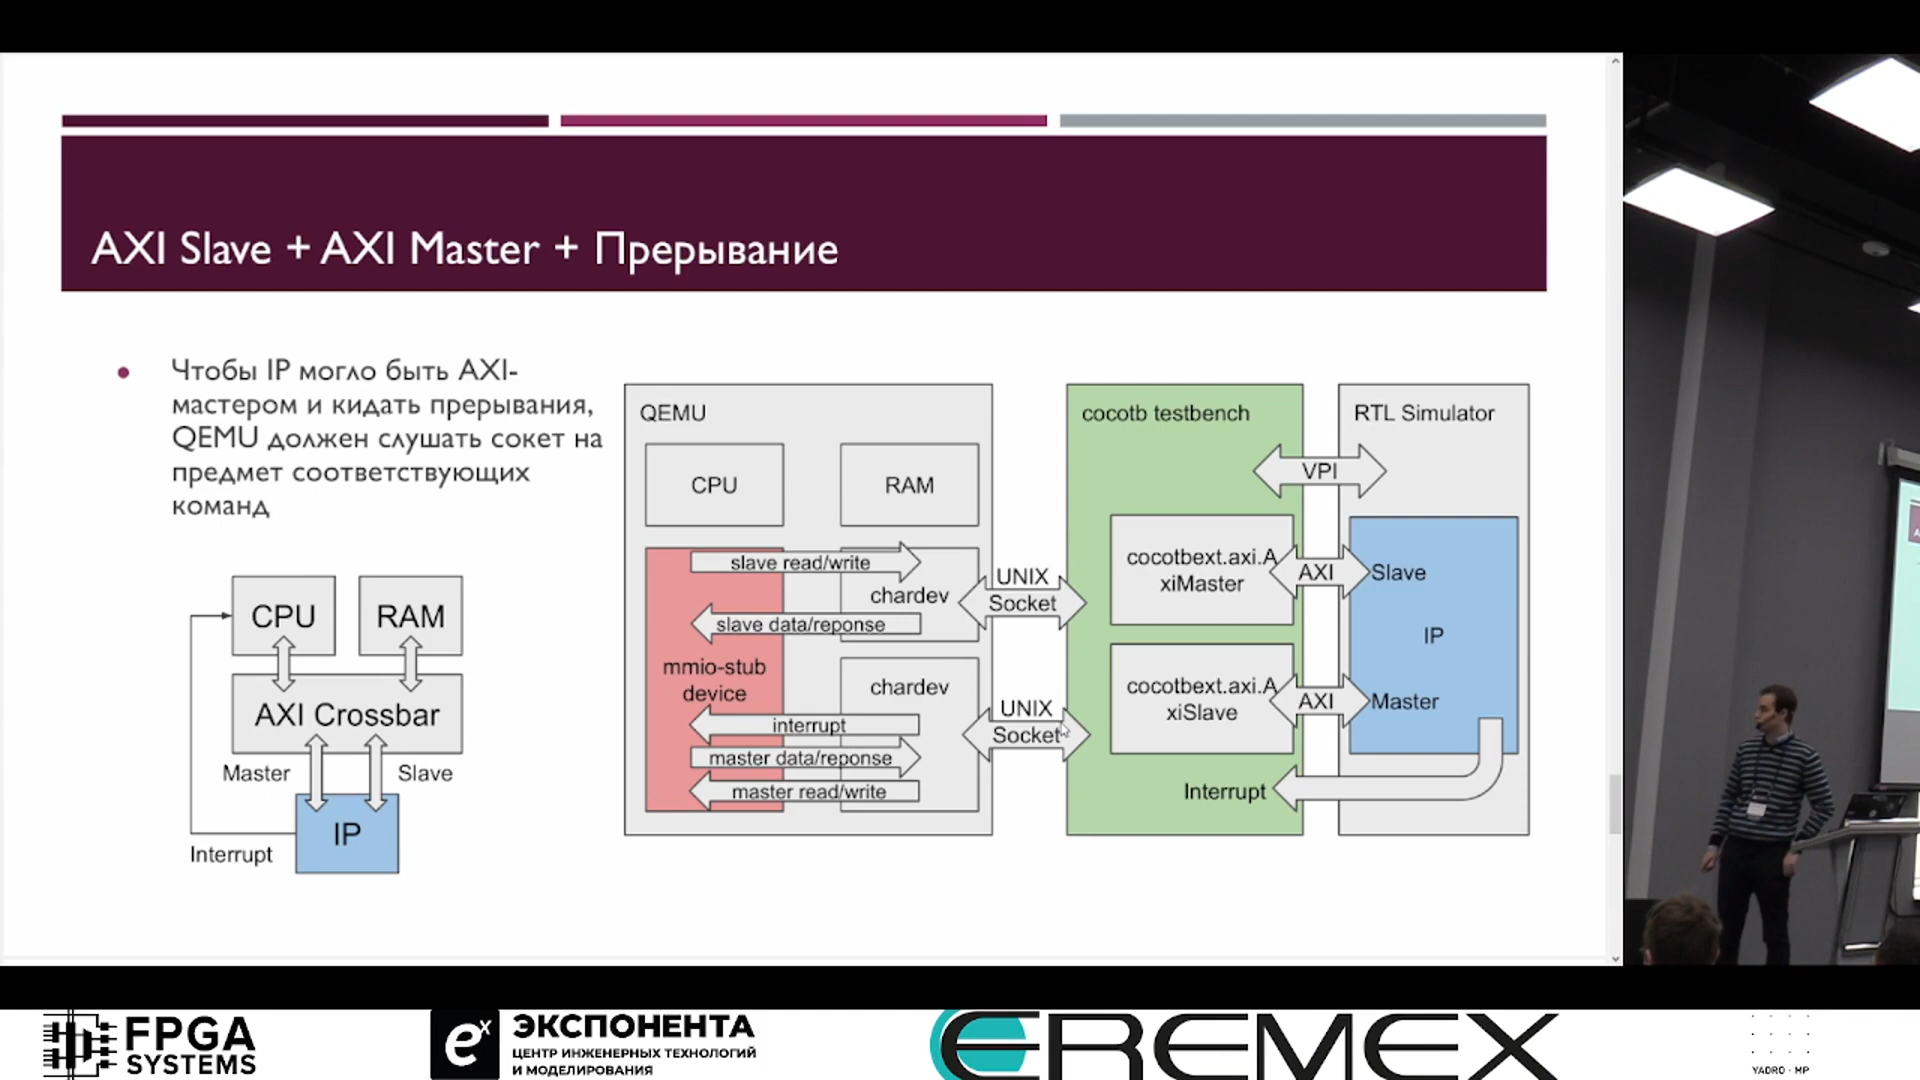 AXI Slave + AXI Master + Прерывание
Чтобы IP могло быть AXI-
мастером и кидать прерывания,
QEMU должен слушать сокет на
предмет соответствующих
команд
CPU
RAM
AXI Crossbar
Master
Slave
IP
Interrupt
QEMU
CPU
RAM
slave read/write
chardev
slave data/reponse
mmio-stub
device
chardev
interrupt
master data/reponse
master read/write
UNIX
Socket
UNIX
Socket
cocotb testbench
VPI
cocotbext.axi.A
xiMaster
AXI
cocotbext.axi.A
xiSlave
AXI
Interrupt
RTL Simulator
Slave
IP
Master
FPGA
SYSTEMS
ex
ЭКСПОНЕНТА
ЦЕНТР ИНЖЕНЕРНЫХ ТЕХНОЛОГИЙ
И МОДЕЛИРОВАНИЯ
EREMEX
YADRO · MP